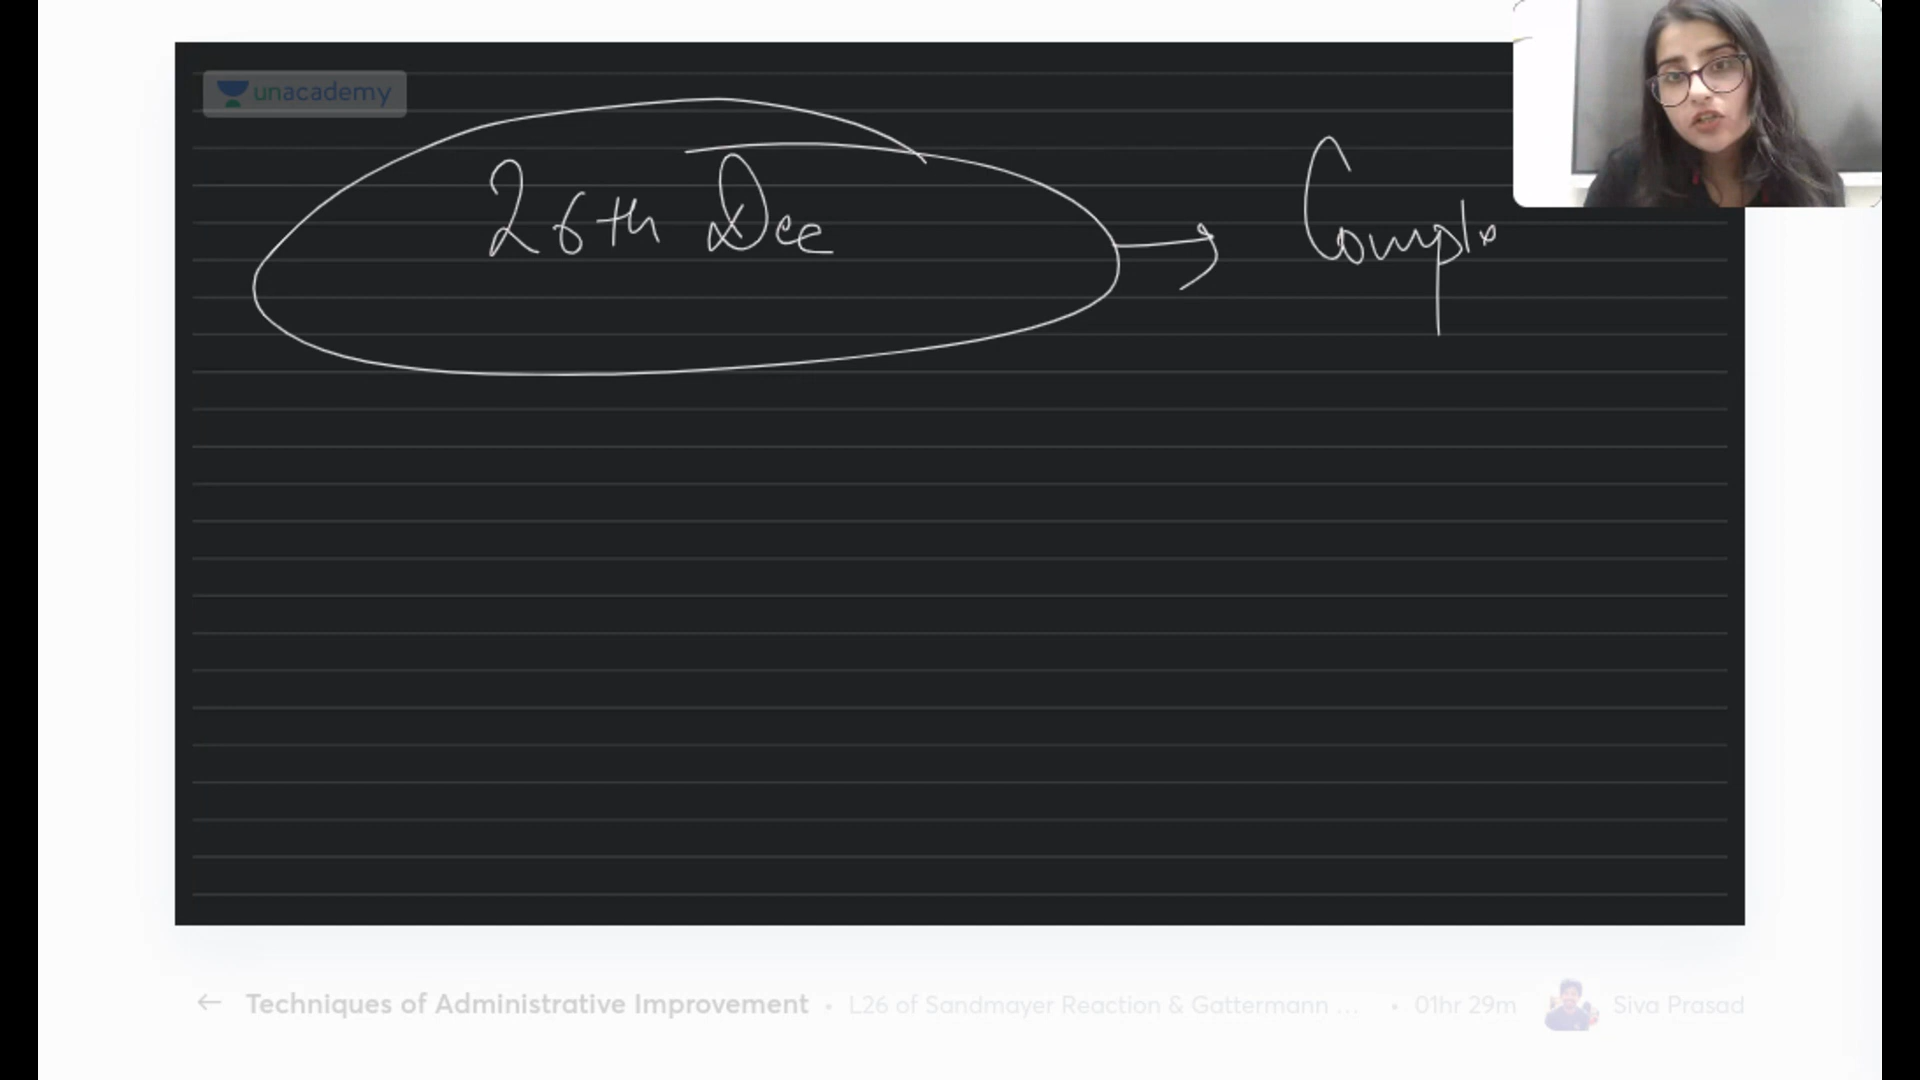 unacademy
26th Dec → Comple
← Techniques of Administrative Improvement • L26 of Sandmayer Reaction & Gattermann ... • 01hr 29m Siva Prasad